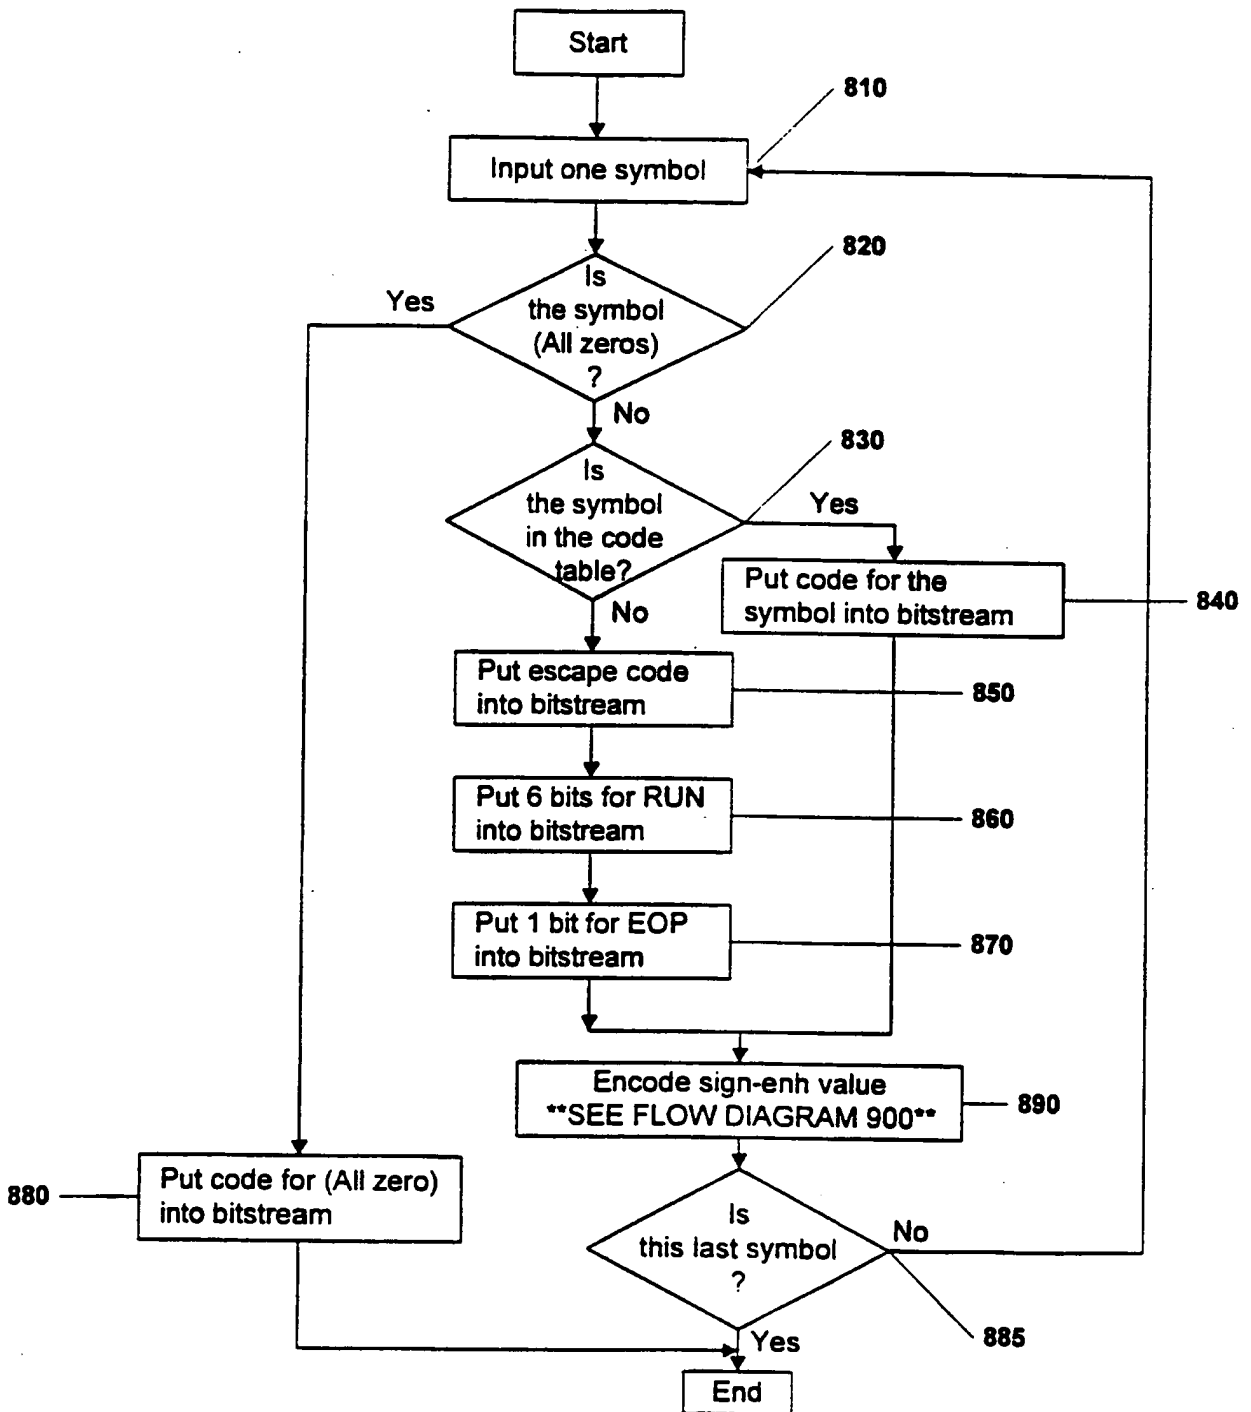 Start
810
Input one symbol
820
Yes
Is
the symbol
(All zeros)
?
No
830
Is
the symbol
in the code
table?
Yes
Put code for the
symbol into bitstream
840
No
Put escape code
into bitstream
850
Put 6 bits for RUN
into bitstream
860
Put 1 bit for EOP
into bitstream
870
Encode sign-enh value
**SEE FLOW DIAGRAM 900**
890
880
Put code for (All zero)
into bitstream
Is
this last symbol
?
No
885
Yes
End